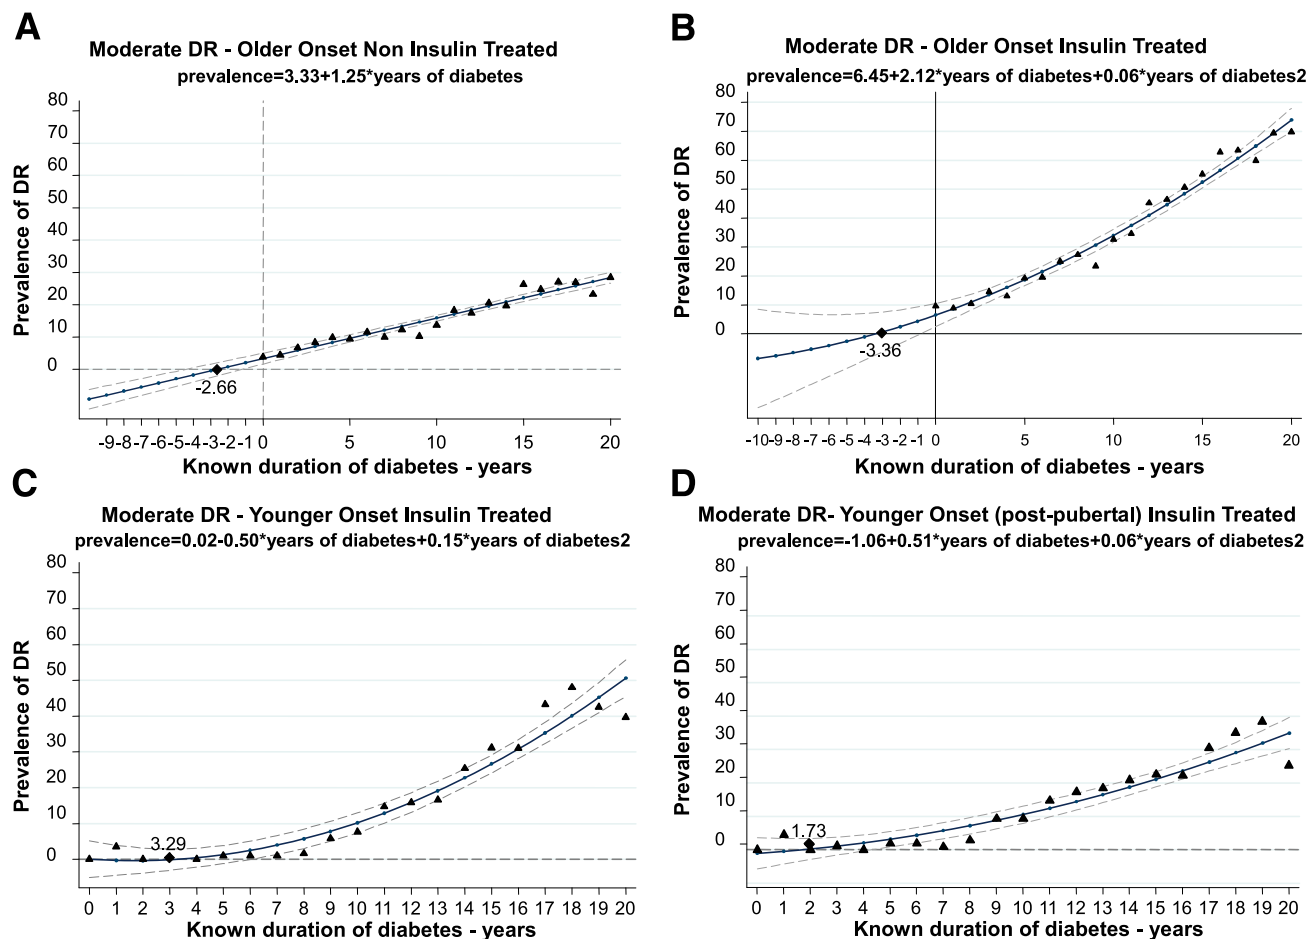 A
Moderate DR - Older Onset Non Insulin Treated
prevalence=3.33+1.25*years of diabetes
Prevalence of DR
80
70
60
50
40
30
20
10
0
-2.66
-9 -8 -7 -6 -5 -4 -3 -2 -1 0 5 10 15 20
Known duration of diabetes - years
B
Moderate DR - Older Onset Insulin Treated
prevalence=6.45+2.12*years of diabetes+0.06*years of diabetes2
Prevalence of DR
80
70
60
50
40
30
20
10
0
-3.36
-10 -9 -8 -7 -6 -5 -4 -3 -2 -1 0 5 10 15 20
Known duration of diabetes - years
C
Moderate DR - Younger Onset Insulin Treated
prevalence=0.02-0.50*years of diabetes+0.15*years of diabetes2
Prevalence of DR
80
70
60
50
40
30
20
10
0
3.29
0 1 2 3 4 5 6 7 8 9 10 11 12 13 14 15 16 17 18 19 20
Known duration of diabetes - years
D
Moderate DR- Younger Onset (post-pubertal) Insulin Treated
prevalence=-1.06+0.51*years of diabetes+0.06*years of diabetes2
Prevalence of DR
80
70
60
50
40
30
20
10
0
1.73
0 1 2 3 4 5 6 7 8 9 10 11 12 13 14 15 16 17 18 19 20
Known duration of diabetes - years